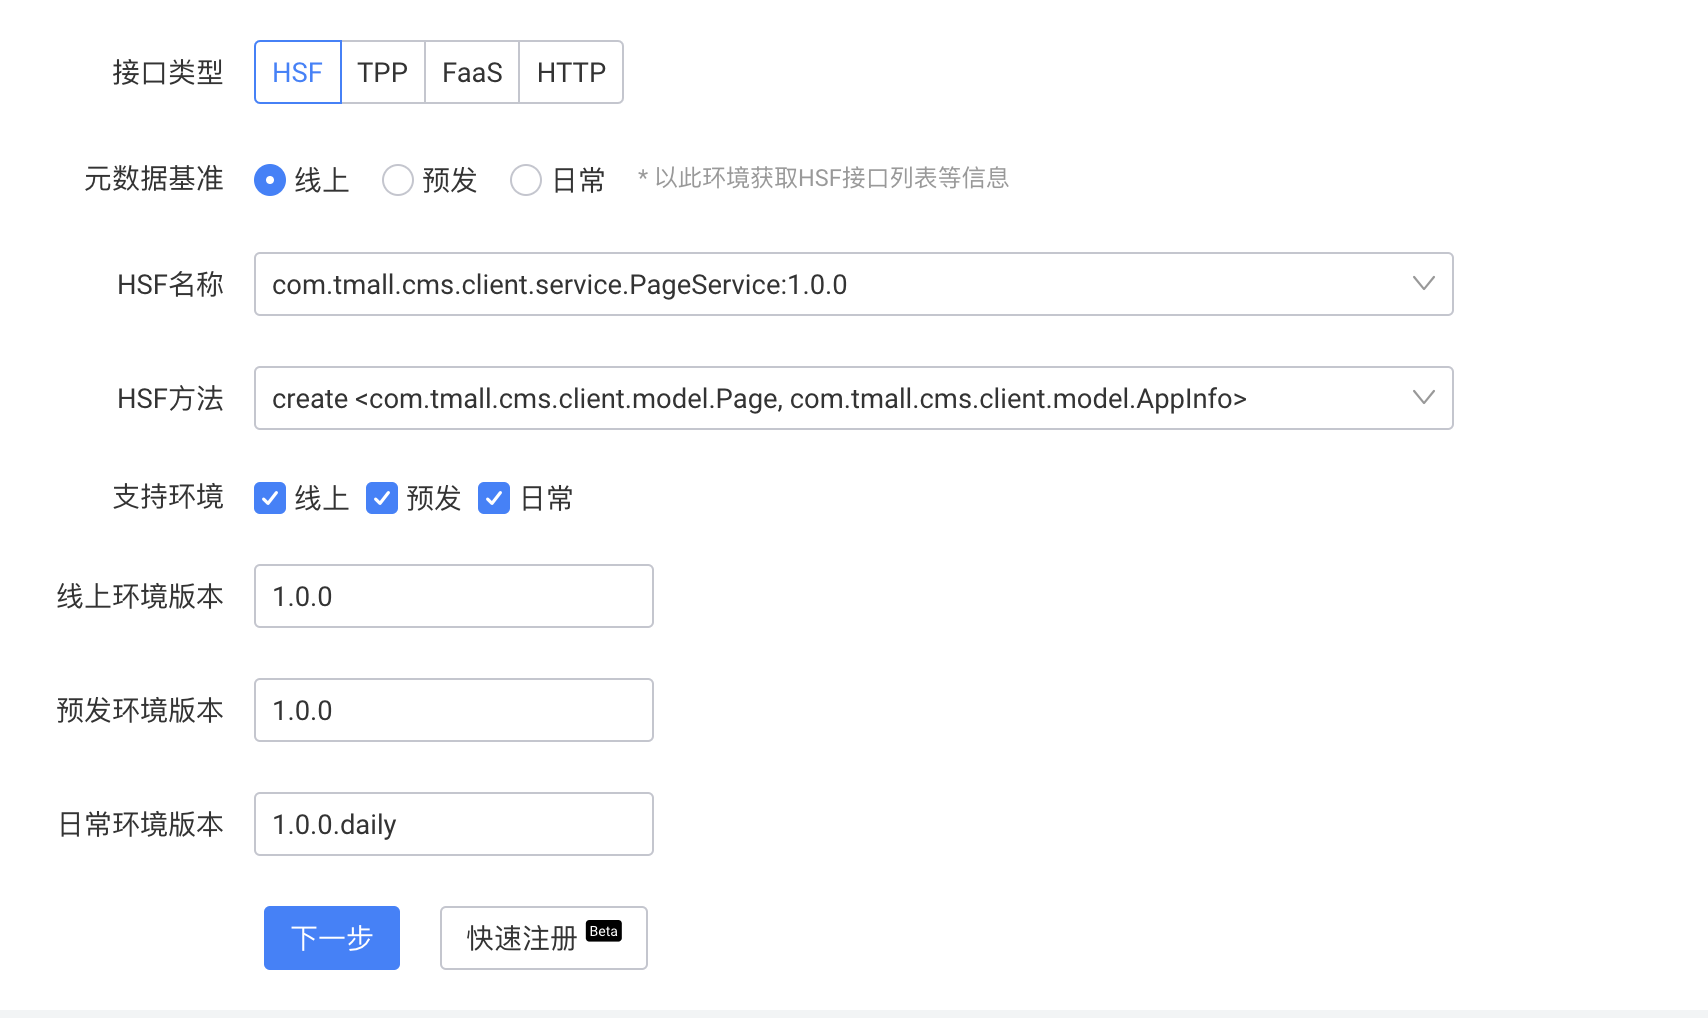 接口类型 HSF TPP FaaS HTTP
元数据基准 线上 预发 日常 * 以此环境获取HSF接口列表等信息
HSF名称 com.tmall.cms.client.service.PageService:1.0.0
HSF方法 create <com.tmall.cms.client.model.Page, com.tmall.cms.client.model.AppInfo>
支持环境 线上 预发 日常
线上环境版本 1.0.0
预发环境版本 1.0.0
日常环境版本 1.0.0.daily
下一步 快速注册 Beta